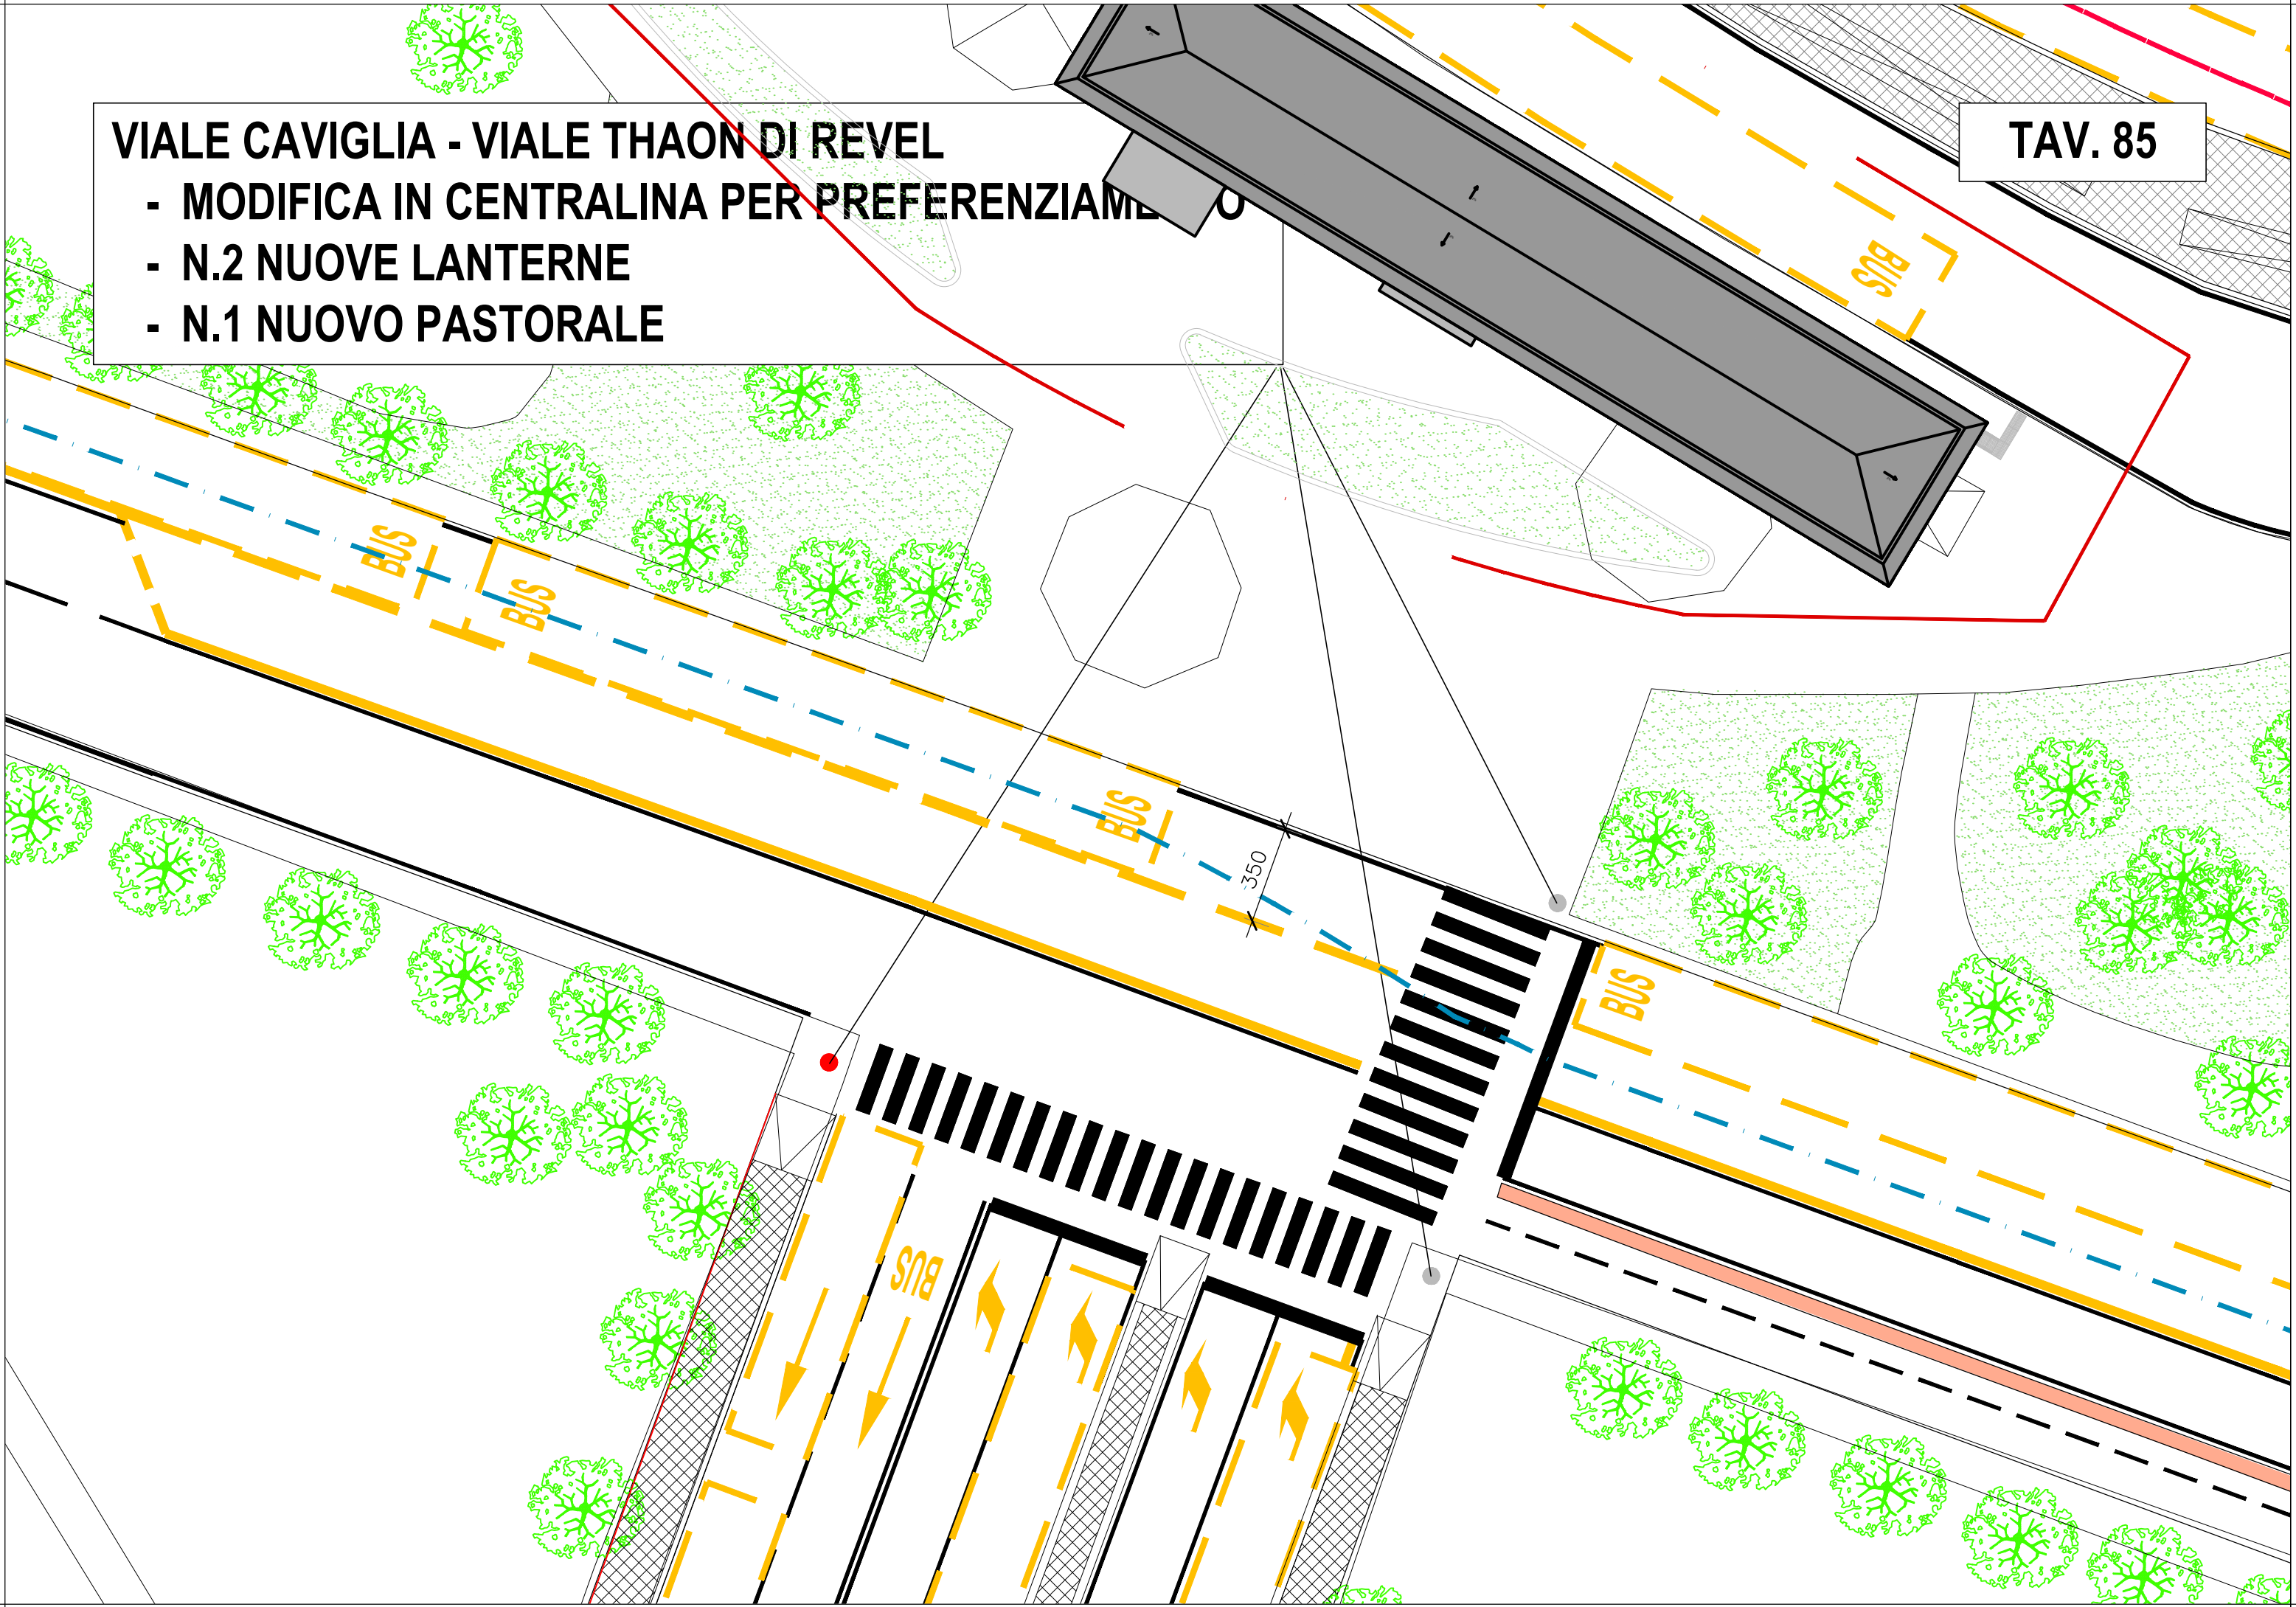 VIALE CAVIGLIA - VIALE THAON DI REVEL
- MODIFICA IN CENTRALINA PER
- N.2 NUOVE LANTERNE
- N.1 NUOVO PASTORALE
TAV. 85
BUS
BUS
BUS
BUS
350
BUS
BUS